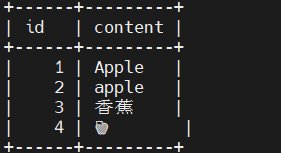 +------+---------+
| id   | content |
+------+---------+
|    1 | Apple   |
|    2 | apple   |
|    3 | 香蕉    |
|    4 |         |
+------+---------+